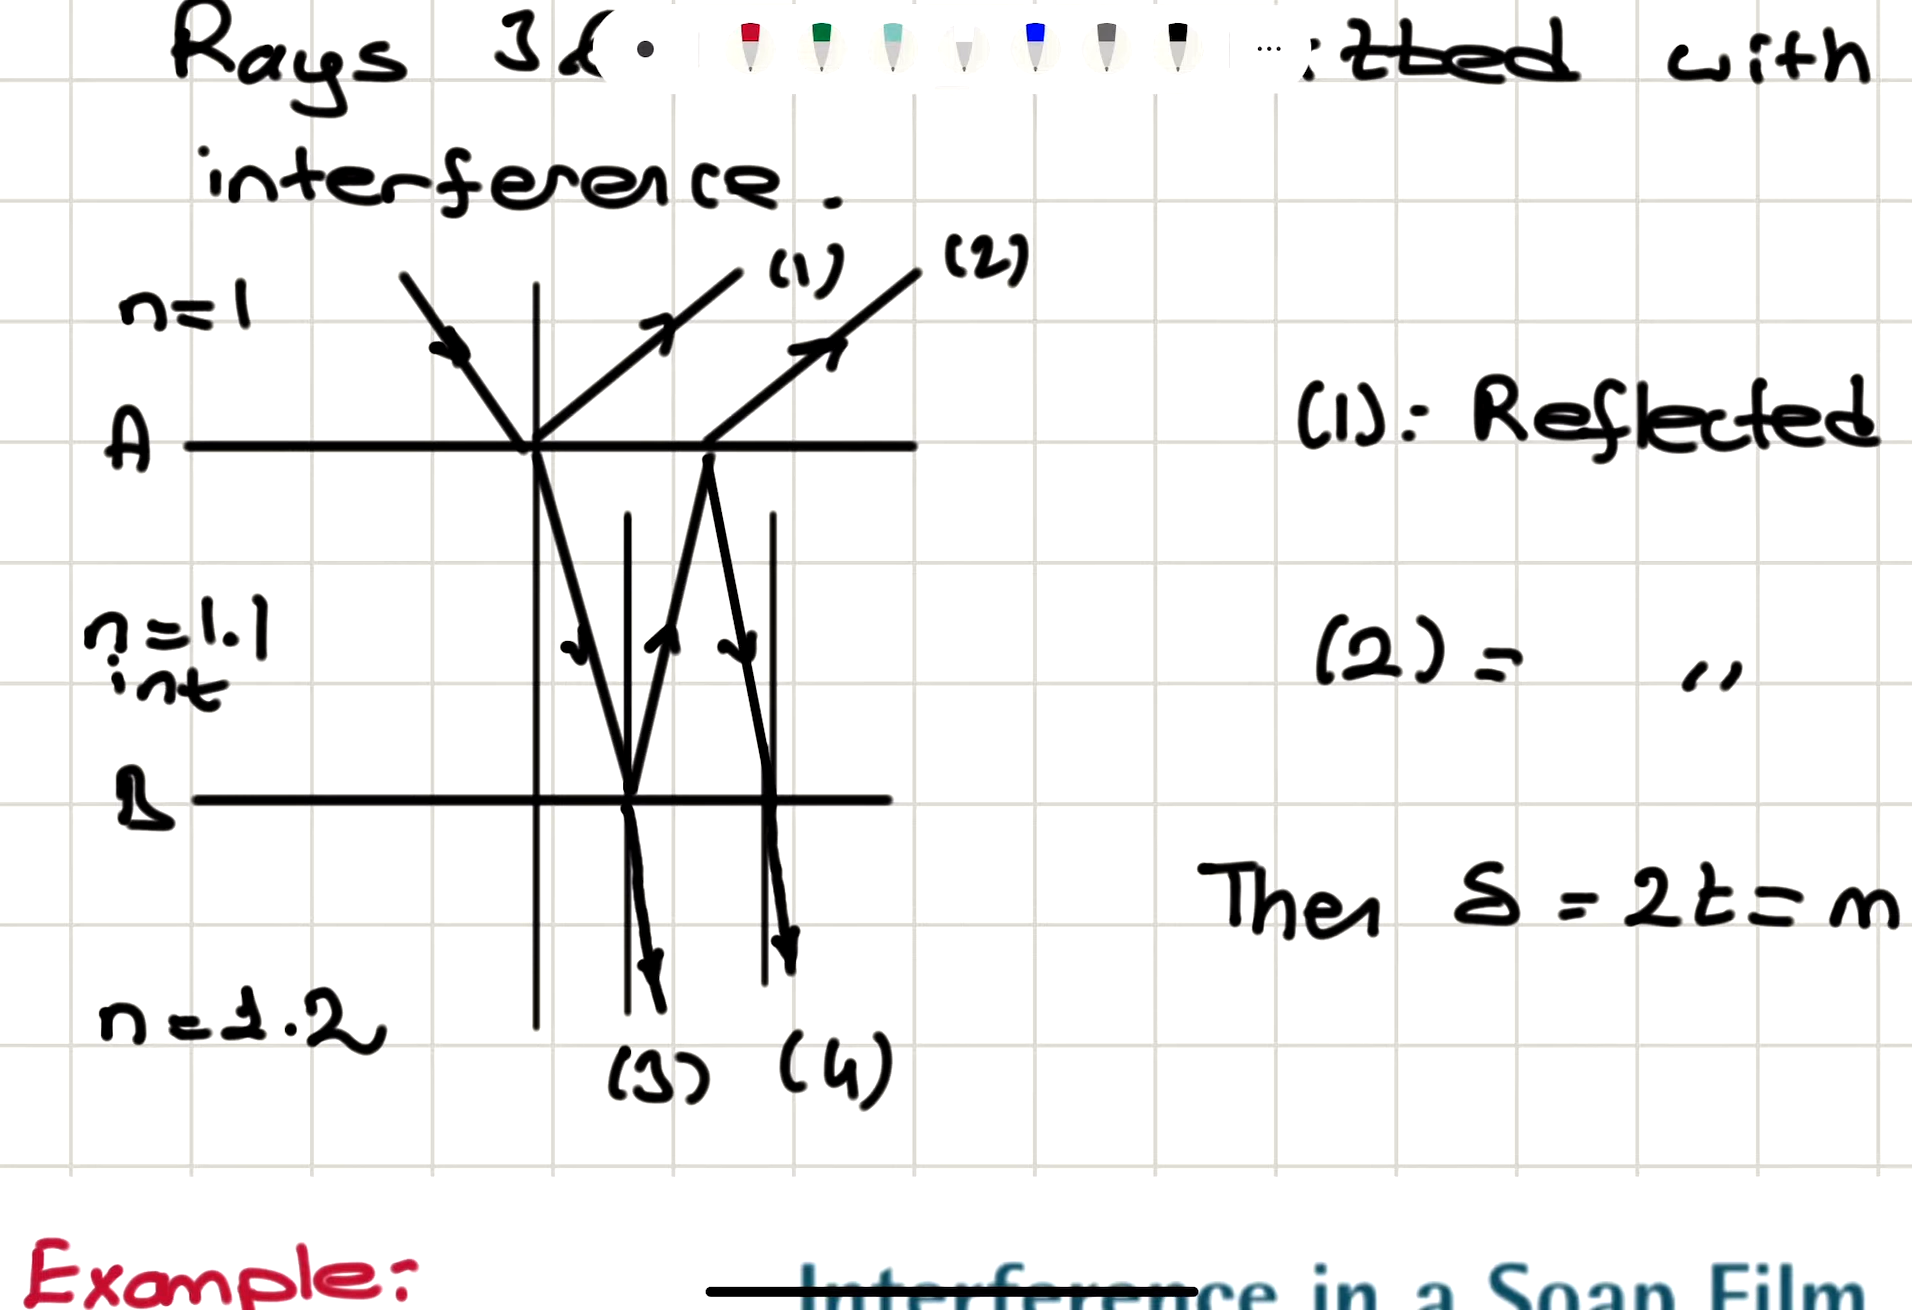 Rays 3& itted with
interference.
(1) (2)
n=1
A
(1): Reflected
n=1.1
int
(2) = ,,
B
Then δ = 2t = m
n=1.2
(3) (4)
Example:
Interference in a Soap Film